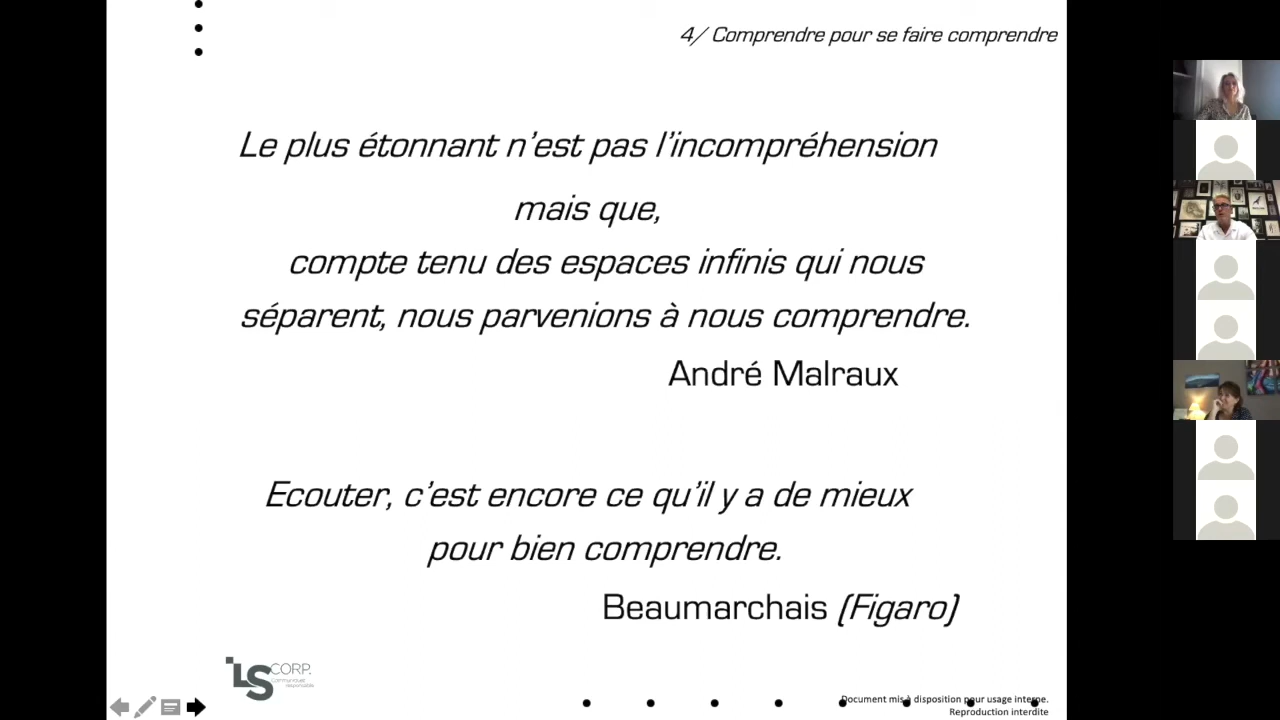 4/ Comprendre pour se faire comprendre
Le plus étonnant n'est pas l'incompréhension
mais que,
compte tenu des espaces infinis qui nous
séparent, nous parvenions à nous comprendre.
André Malraux
Ecouter, c'est encore ce qu'il y a de mieux
pour bien comprendre.
Beaumarchais (Figaro)
LS CORP.
Communiquez
responsable
Document mis à disposition pour usage interne.
Reproduction interdite